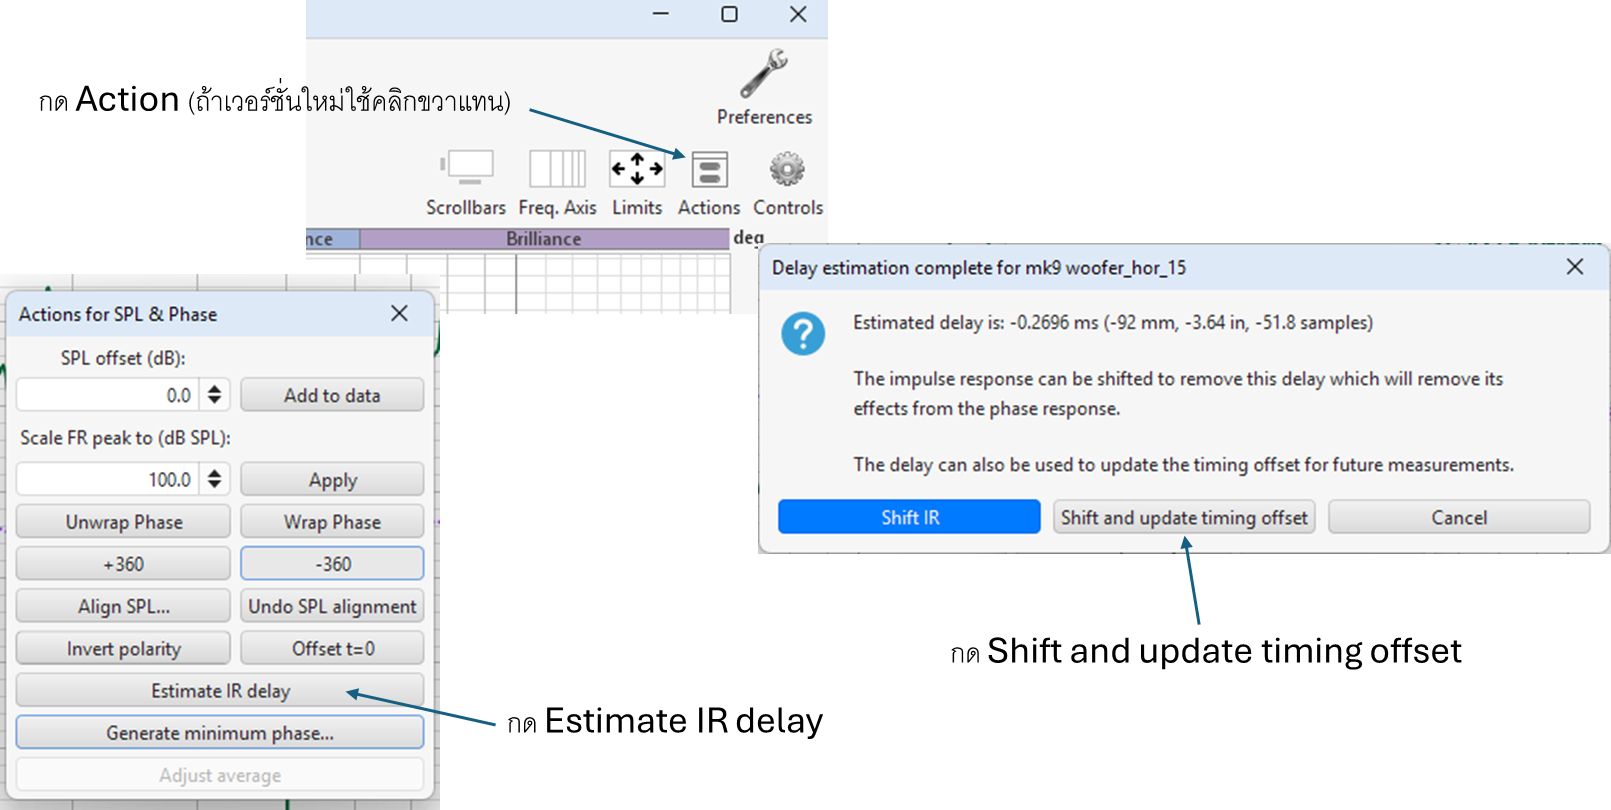 กด Action (ถ้าเวอร์ชั่นใหม่ใช้คลิกขวาแทน)
Preferences
Scrollbars Freq. Axis Limits Actions Controls
nce Brilliance deg
Actions for SPL & Phase
SPL offset (dB):
0.0 Add to data
Scale FR peak to (dB SPL):
100.0 Apply
Unwrap Phase Wrap Phase
+360 -360
Align SPL... Undo SPL alignment
Invert polarity Offset t=0
Estimate IR delay
Generate minimum phase...
Adjust average
กด Estimate IR delay
Delay estimation complete for mk9 woofer_hor_15
Estimated delay is: -0.2696 ms (-92 mm, -3.64 in, -51.8 samples)
The impulse response can be shifted to remove this delay which will remove its
effects from the phase response.
The delay can also be used to update the timing offset for future measurements.
Shift IR Shift and update timing offset Cancel
กด Shift and update timing offset